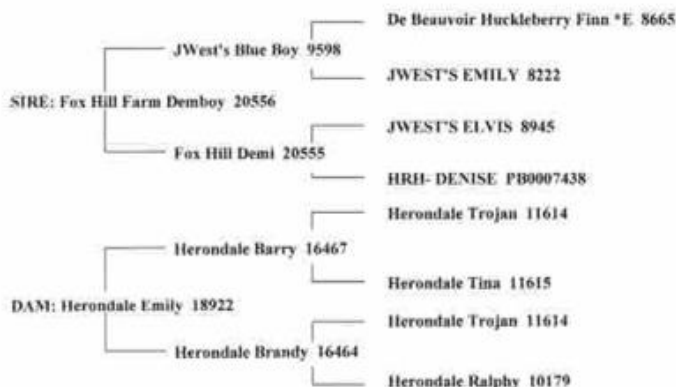 De Beauvoir Huckleberry Finn *E 8665
JWest's Blue Boy 9598
JWEST'S EMILY 8222
SIRE: Fox Hill Farm Demboy 20556
JWEST'S ELVIS 8945
Fox Hill Demi 20555
HRH- DENISE PB0007438
Herondale Trojan 11614
Herondale Barry 16467
Herondale Tina 11615
DAM: Herondale Emily 18922
Herondale Trojan 11614
Herondale Brandy 16464
Herondale Ralphy 10179